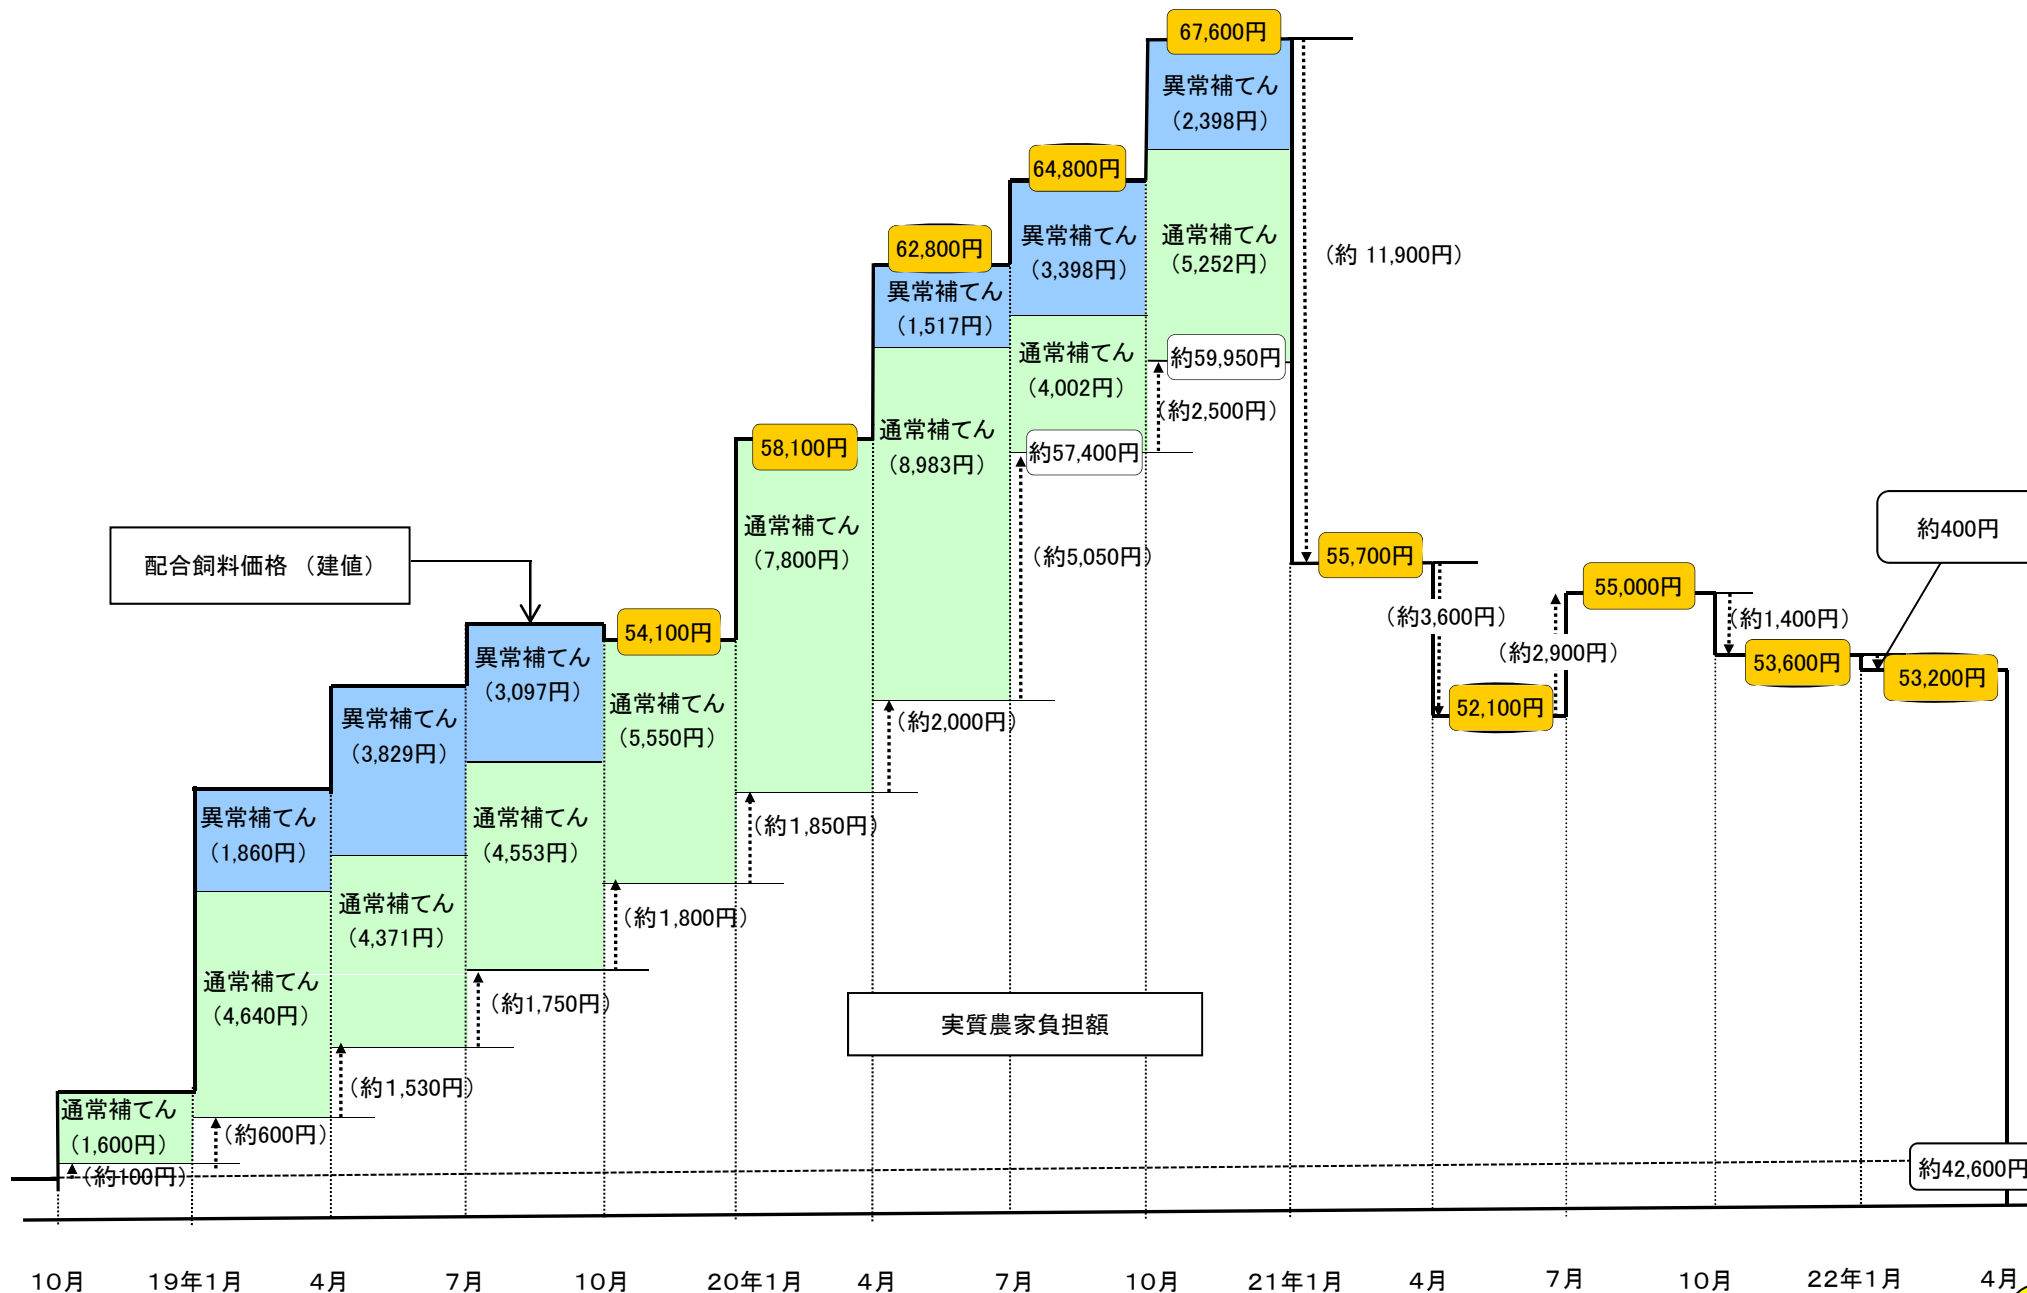 67,600円
異常補てん
（2,398円）
64,800円
異常補てん
（3,398円）
通常補てん
（5,252円）
（約 11,900円）
62,800円
異常補てん
（1,517円）
通常補てん
（4,002円）
約59,950円
（約2,500円）
58,100円
通常補てん
（8,983円）
約57,400円
約400円
配合飼料価格 （建値）
通常補てん
（7,800円）
（約5,050円）
55,700円
55,000円
（約3,600円）
（約1,400円）
54,100円
（約2,900円）
53,600円
53,200円
52,100円
異常補てん
（3,097円）
通常補てん
（5,550円）
異常補てん
（3,829円）
（約2,000円）
異常補てん
（1,860円）
通常補てん
（4,553円）
（約1,850円）
通常補てん
（4,371円）
（約1,800円）
通常補てん
（4,640円）
（約1,750円）
実質農家負担額
（約1,530円）
通常補てん
（1,600円）
（約600円）
（約100円）
約42,600円
10月 19年1月 4月 7月 10月 20年1月 4月 7月 10月 21年1月 4月 7月 10月 22年1月 4月